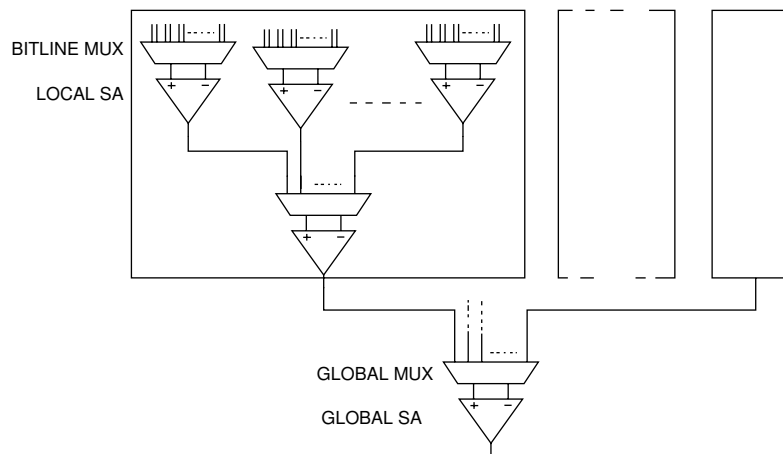 BITLINE MUX
+ −
+ −
+ −
LOCAL SA
+ −
GLOBAL MUX
+ −
GLOBAL SA